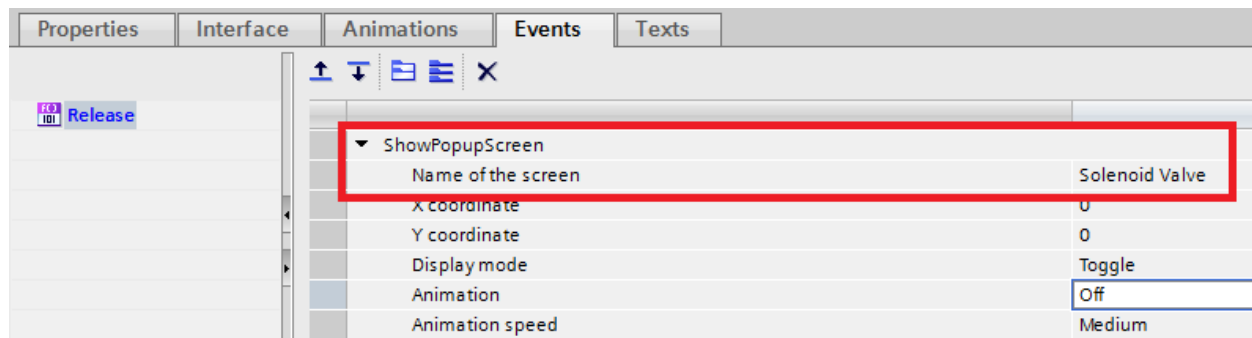 Properties Interface Animations Events Texts
Release
ShowPopupScreen
Name of the screen Solenoid Valve
X coordinate 0
Y coordinate 0
Display mode Toggle
Animation Off
Animation speed Medium